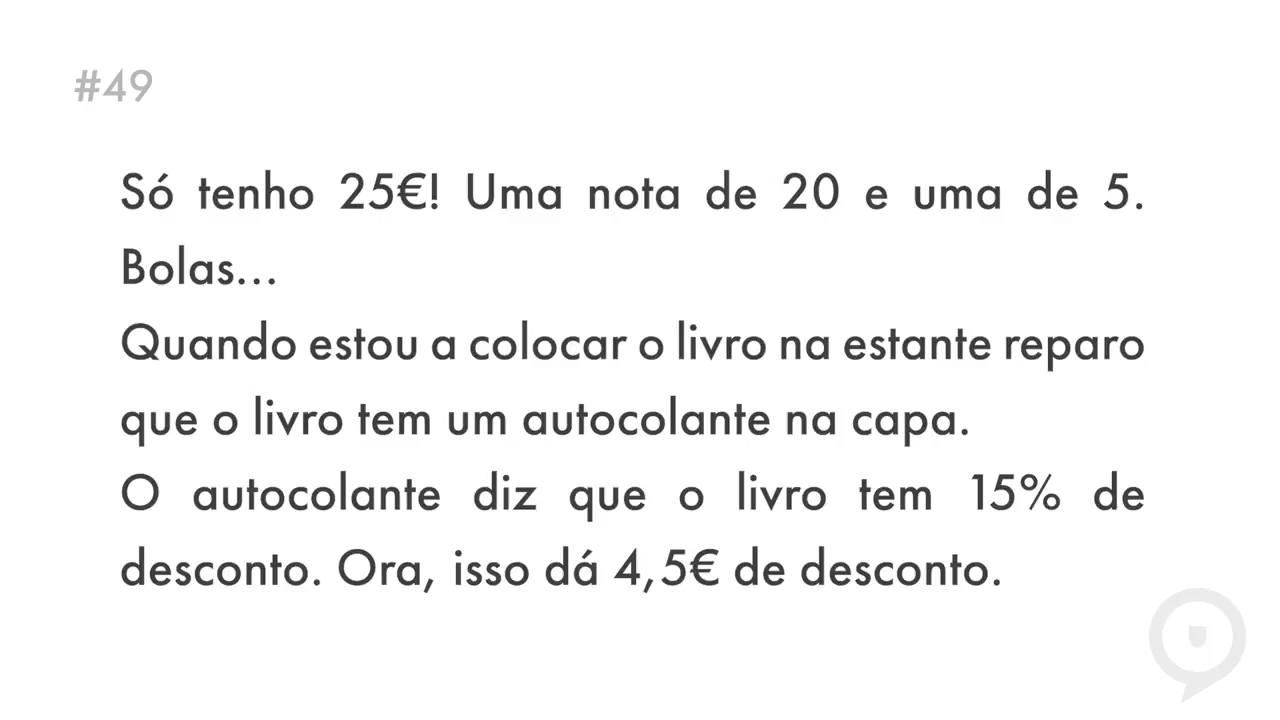 #49
Só tenho 25€! Uma nota de 20 e uma de 5.
Bolas...
Quando estou a colocar o livro na estante reparo
que o livro tem um autocolante na capa.
O autocolante diz que o livro tem 15% de
desconto. Ora, isso dá 4,5€ de desconto.